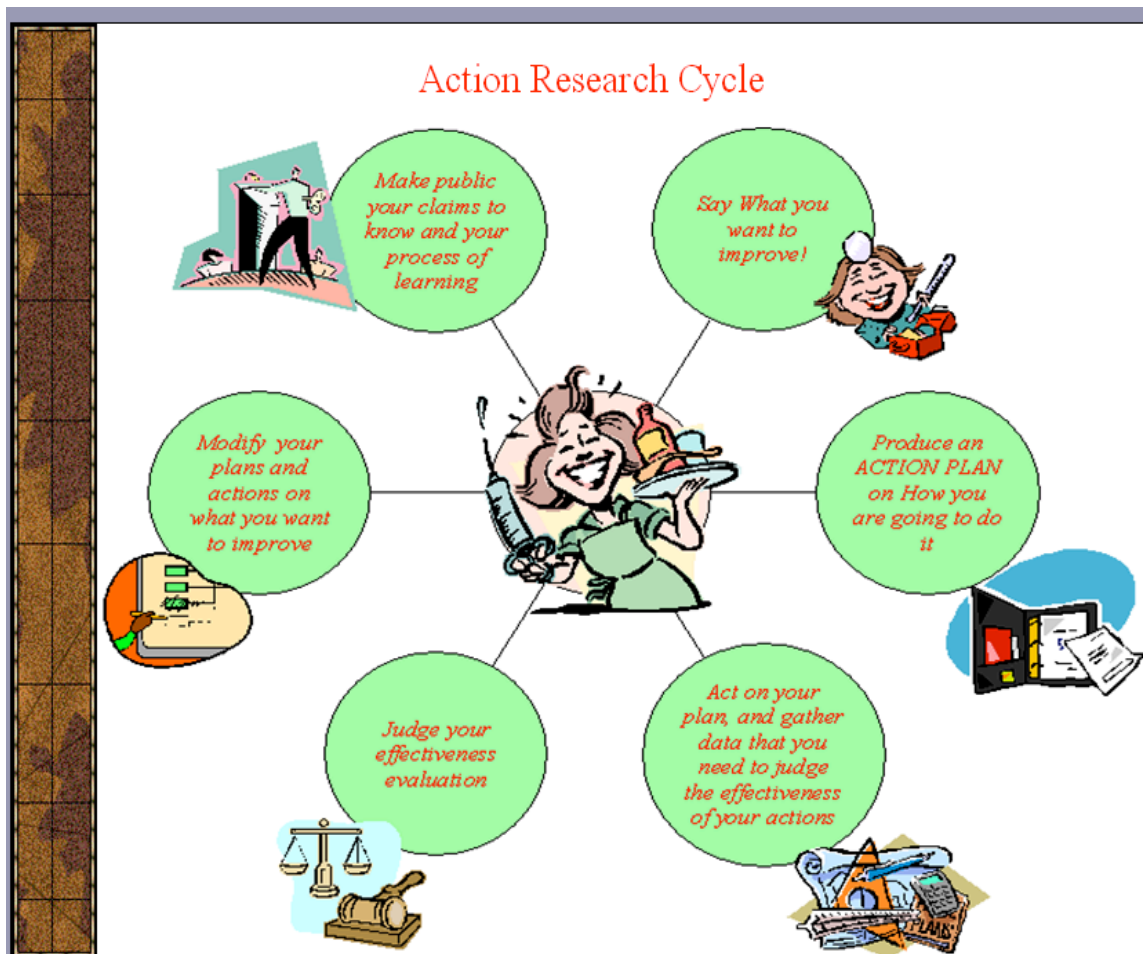 Action Research Cycle
Make public
your claims to
know and your
process of
learning
Say What you
want to
improve!
Modify your
plans and
actions on
what you want
to improve
Produce an
ACTION PLAN
on How you
are going to do
it
Judge your
effectiveness
evaluation
Act on your
plan, and gather
data that you
need to judge
the effectiveness
of your actions
PLANS